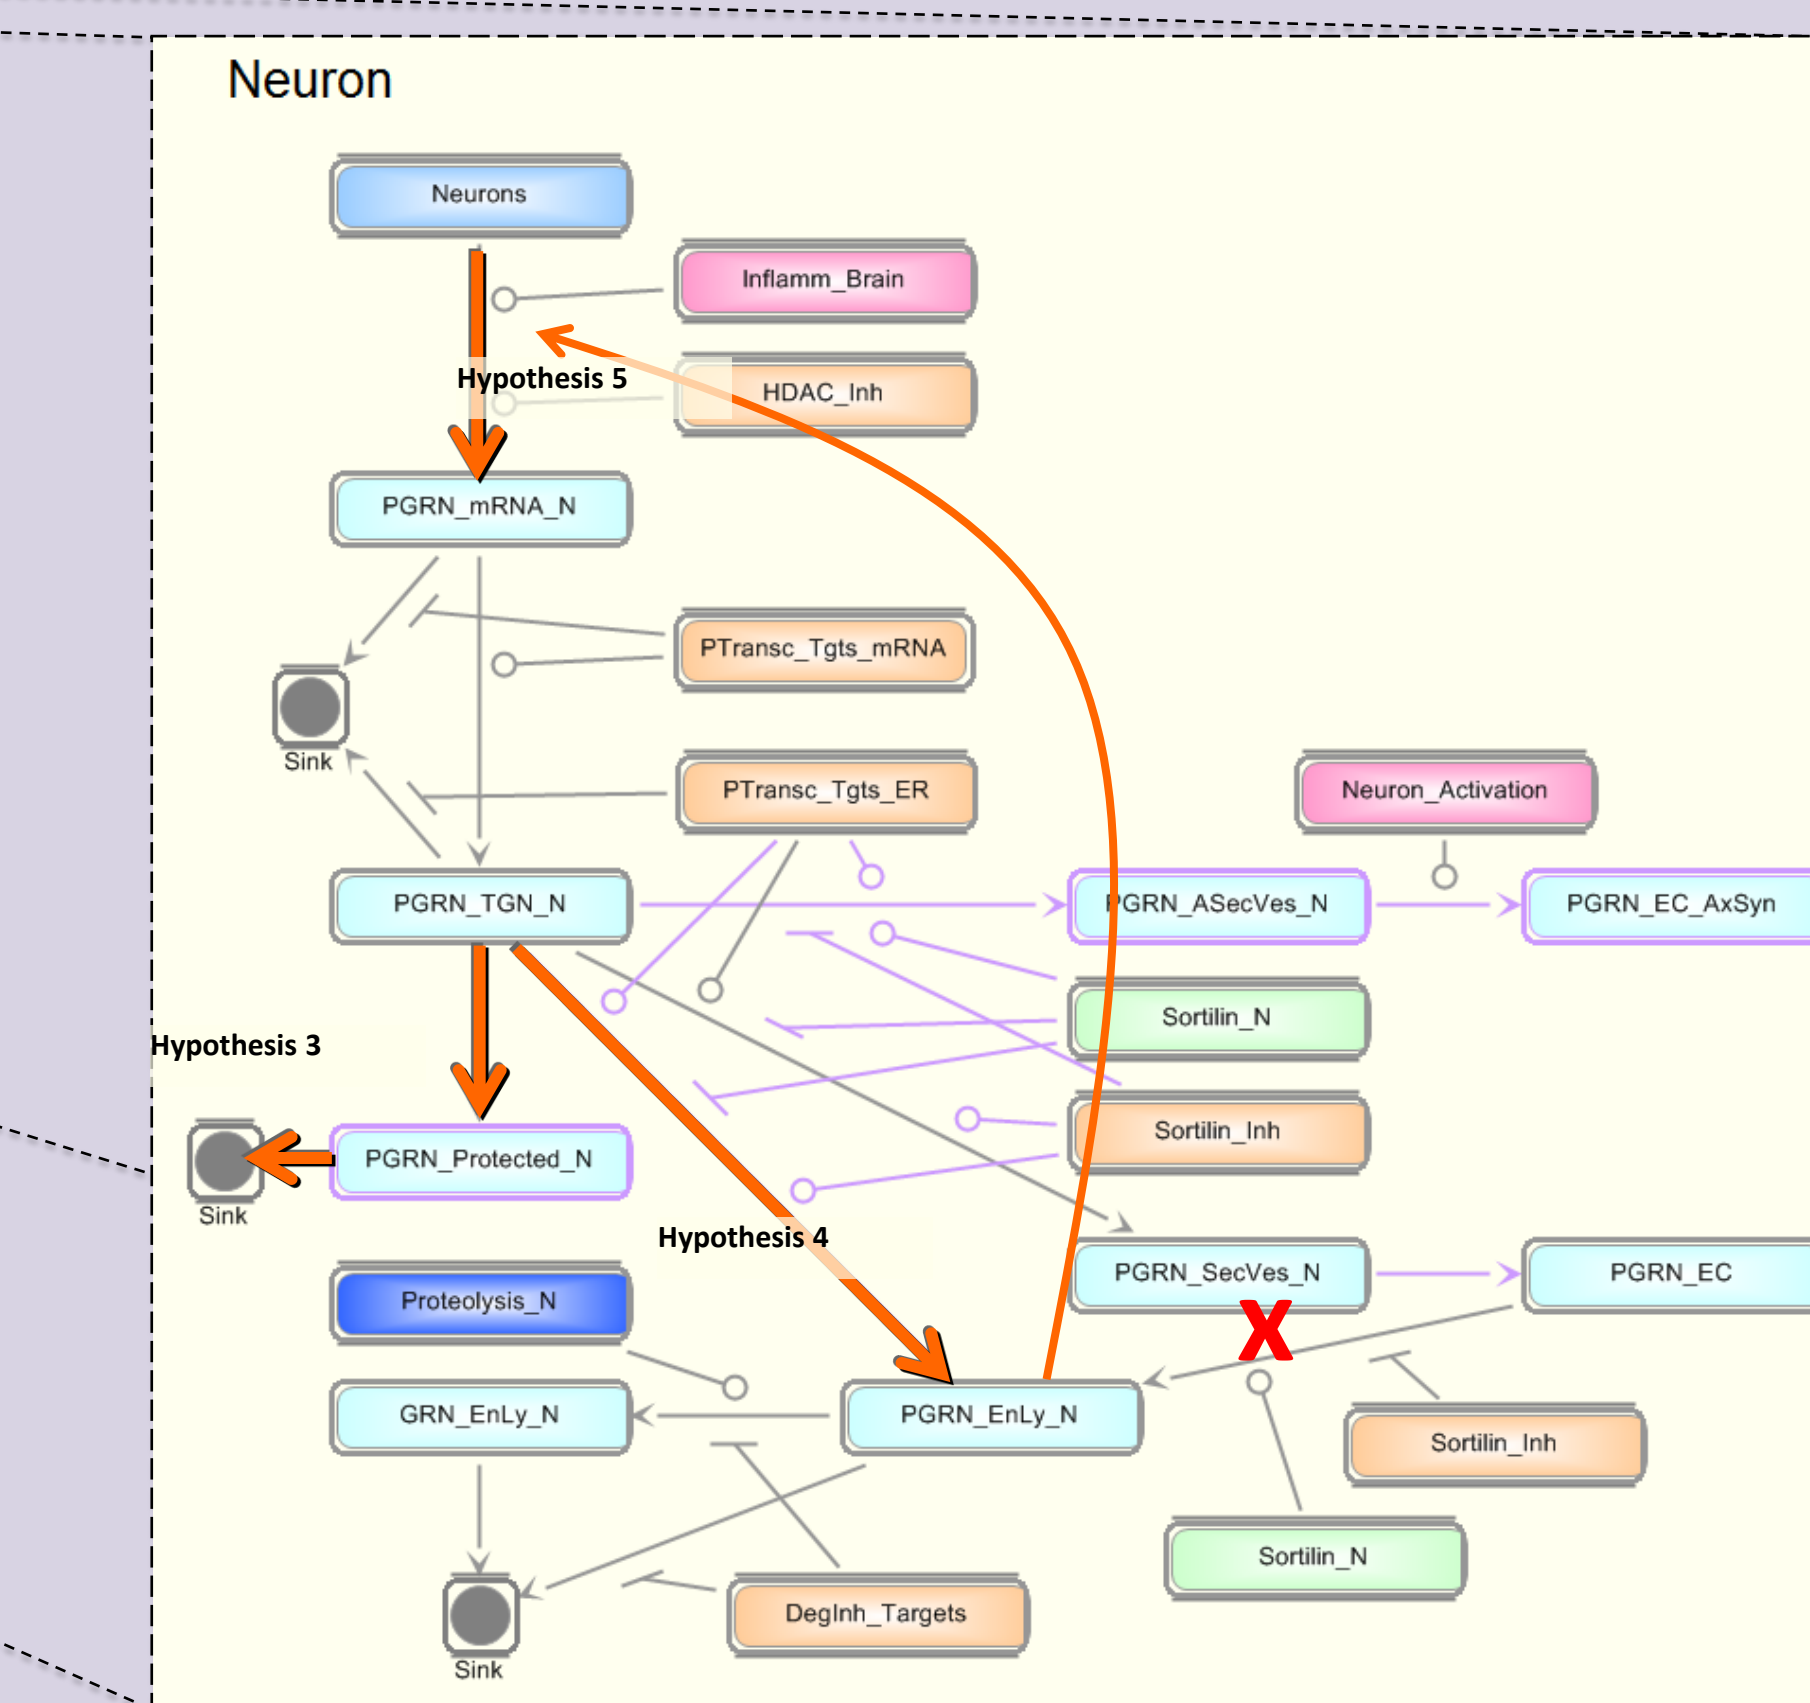 Neuron
Neurons
Inflamm_Brain
Hypothesis 5
HDAC_Inh
PGRN_mRNA_N
PTransc_Tgts_mRNA
Sink
PTransc_Tgts_ER
Neuron_Activation
PGRN_TGN_N
PGRN_ASecVes_N
PGRN_EC_AxSyn
Sortilin_N
Hypothesis 3
Sortilin_Inh
PGRN_Protected_N
Sink
Hypothesis 4
PGRN_SecVes_N
PGRN_EC
Proteolysis_N
X
GRN_EnLy_N
PGRN_EnLy_N
Sortilin_Inh
Sortilin_N
DegInh_Targets
Sink